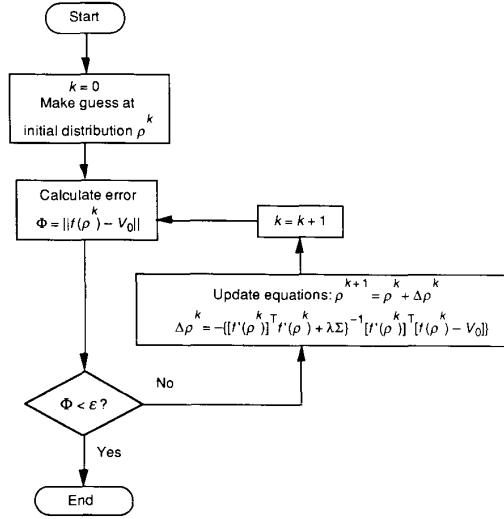 Start
k = 0
Make guess at
initial distribution ρ^k
Calculate error
Φ = ||f(ρ^k) − V₀||
k = k + 1
Update equations: ρ^{k+1} = ρ^k + Δρ^k
Δρ^k = −{[f'(ρ^k)]^T f'(ρ^k) + λΣ}^{−1} [f'(ρ^k)]^T [f(ρ^k) − V₀]}
Φ < ε?
No
Yes
End